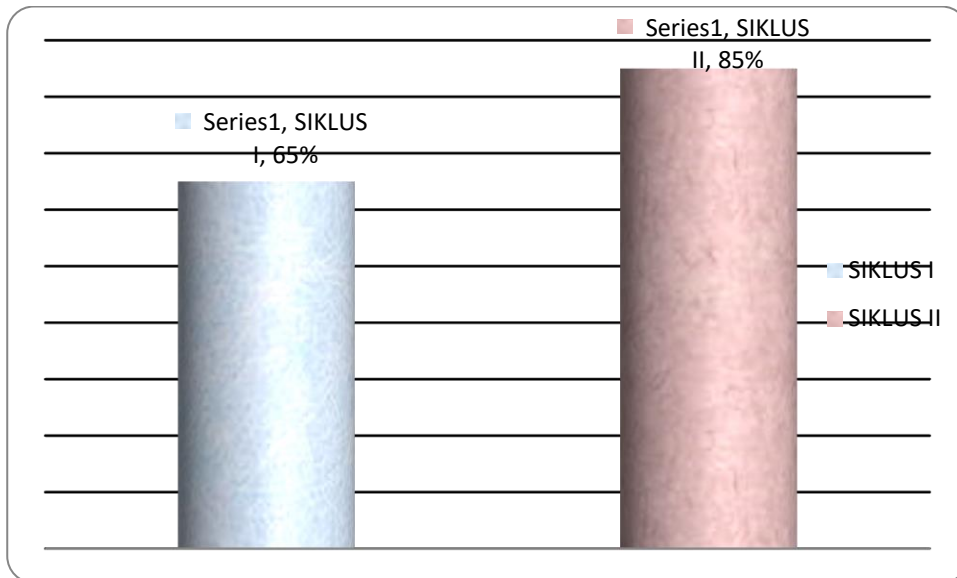 Series1, SIKLUS
I, 65%
Series1, SIKLUS
II, 85%
SIKLUS I
SIKLUS II